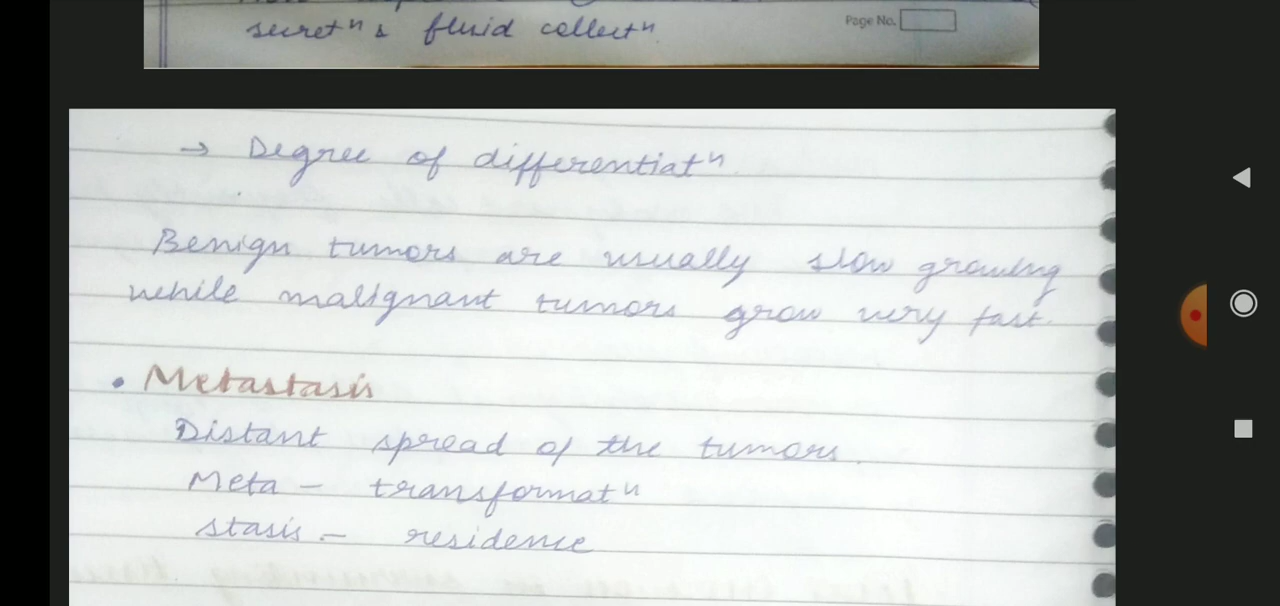 secretⁿ & fluid collectⁿ
Page No.
→ Degree of differentiatⁿ
Benign tumors are usually slow growing
while malignant tumors grow very fast.
• Metastasis
Distant spread of the tumors.
Meta – transformatⁿ
stasis – residence